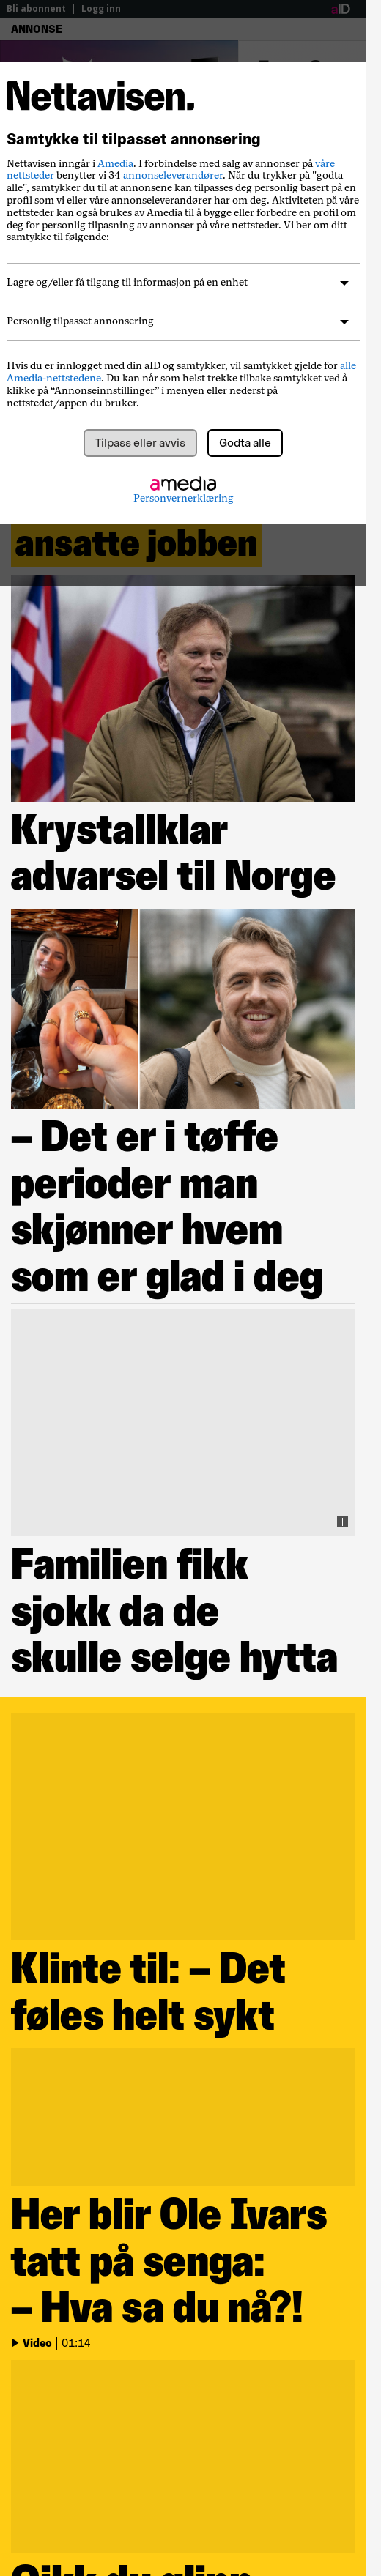 Bli abonnent | Logg inn
aID
ANNONSE
Nettavisen.
Samtykke til tilpasset annonsering
Nettavisen inngår i Amedia. I forbindelse med salg av annonser på våre
nettsteder benytter vi 34 annonseleverandører. Når du trykker på "godta
alle", samtykker du til at annonsene kan tilpasses deg personlig basert på en
profil som vi eller våre annonseleverandører har om deg. Aktiviteten på våre
nettsteder kan også brukes av Amedia til å bygge eller forbedre en profil om
deg for personlig tilpasning av annonser på våre nettsteder. Vi ber om ditt
samtykke til følgende:
Lagre og/eller få tilgang til informasjon på en enhet
Personlig tilpasset annonsering
Hvis du er innlogget med din aID og samtykker, vil samtykket gjelde for alle
Amedia-nettstedene. Du kan når som helst trekke tilbake samtykket ved å
klikke på “Annonseinnstillinger” i menyen eller nederst på
nettstedet/appen du bruker.
Tilpass eller avvis
Godta alle
amedia
Personvernerklæring
ansatte jobben
Krystallklar
advarsel til Norge
– Det er i tøffe
perioder man
skjønner hvem
som er glad i deg
Familien fikk
sjokk da de
skulle selge hytta
Klinte til: – Det
føles helt sykt
Her blir Ole Ivars
tatt på senga:
– Hva sa du nå?!
Video | 01:14